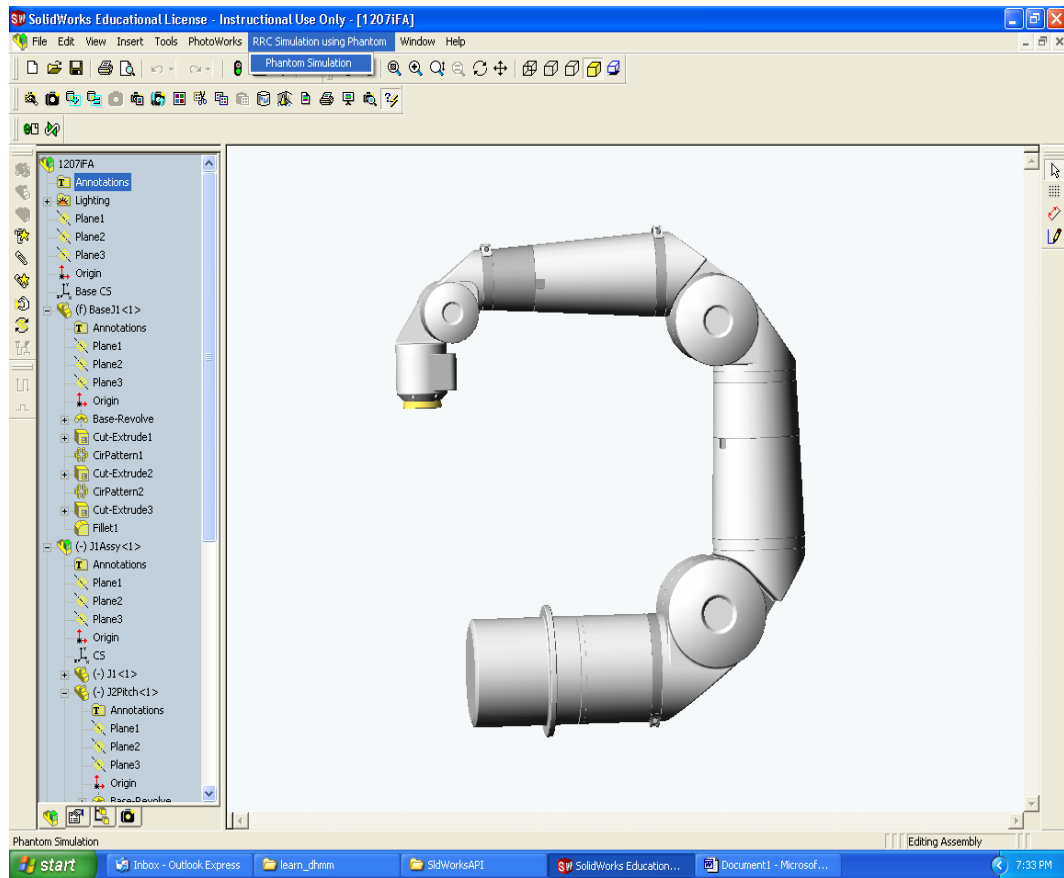 SolidWorks Educational License - Instructional Use Only - [1207iFA]
File Edit View Insert Tools PhotoWorks RRC Simulation using Phantom Window Help
Phantom Simulation
1207iFA
Annotations
Lighting
Plane1
Plane2
Plane3
Origin
Base CS
(f) BaseJ1<1>
Annotations
Plane1
Plane2
Plane3
Origin
Base-Revolve
Cut-Extrude1
CirPattern1
Cut-Extrude2
CirPattern2
Cut-Extrude3
Fillet1
(-) J1Assy<1>
Annotations
Plane1
Plane2
Plane3
Origin
CS
(-) J1<1>
(-) J2Pitch<1>
Annotations
Plane1
Plane2
Plane3
Origin
Base-Revolve
Phantom Simulation Editing Assembly
start Inbox - Outlook Express learn_dhmm SldWorksAPI SolidWorks Education... Document1 - Microsof... 7:33 PM